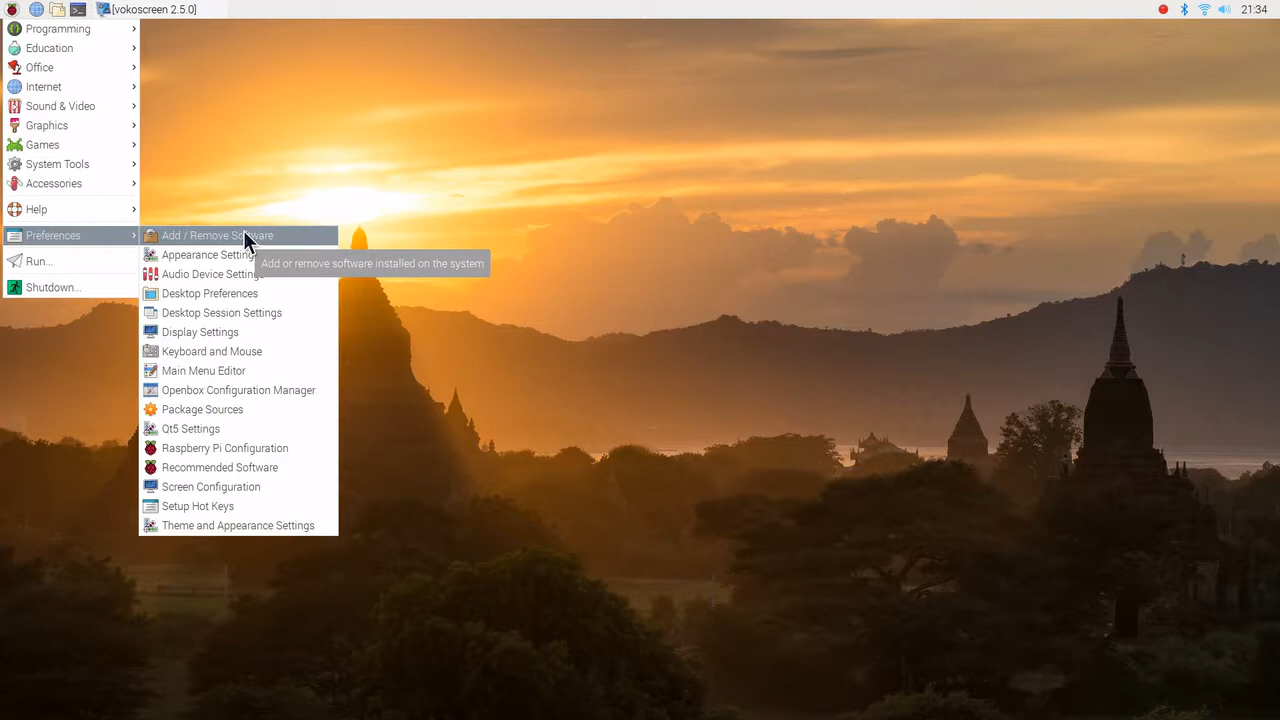 [vokoscreen 2.5.0]
21:34
Programming
Education
Office
Internet
Sound & Video
Graphics
Games
System Tools
Accessories
Help
Preferences
Run...
Shutdown...
Add / Remove Software
Appearance Setting
Add or remove software installed on the system
Audio Device Setting
Desktop Preferences
Desktop Session Settings
Display Settings
Keyboard and Mouse
Main Menu Editor
Openbox Configuration Manager
Package Sources
Qt5 Settings
Raspberry Pi Configuration
Recommended Software
Screen Configuration
Setup Hot Keys
Theme and Appearance Settings